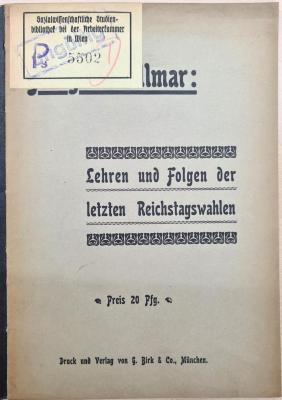 Sozialwissenschaftliche Studien-
bibliothek bei der Arbeiterkammer
in Wien
5502
llmar:
Lehren und Folgen der
letzten Reichstagswahlen
Preis 20 Pfg.
Druck und Verlag von G. Birk & Co., München.